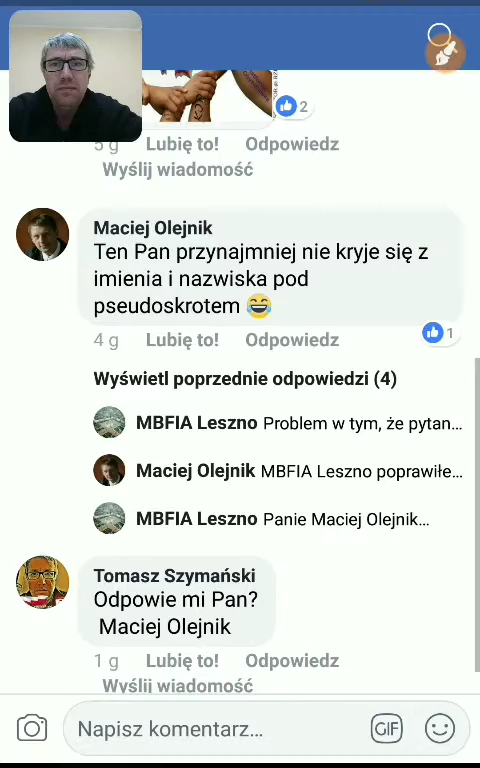 2
5 g Lubię to! Odpowiedz
Wyślij wiadomość
Maciej Olejnik
Ten Pan przynajmniej nie kryje się z
imienia i nazwiska pod
pseudoskrotem 😂
4 g Lubię to! Odpowiedz
1
Wyświetl poprzednie odpowiedzi (4)
MBFIA Leszno Problem w tym, że pytan...
Maciej Olejnik MBFIA Leszno poprawiłe...
MBFIA Leszno Panie Maciej Olejnik...
Tomasz Szymański
Odpowie mi Pan?
Maciej Olejnik
1 g Lubię to! Odpowiedz
Wyślij wiadomość
Napisz komentarz...
GIF